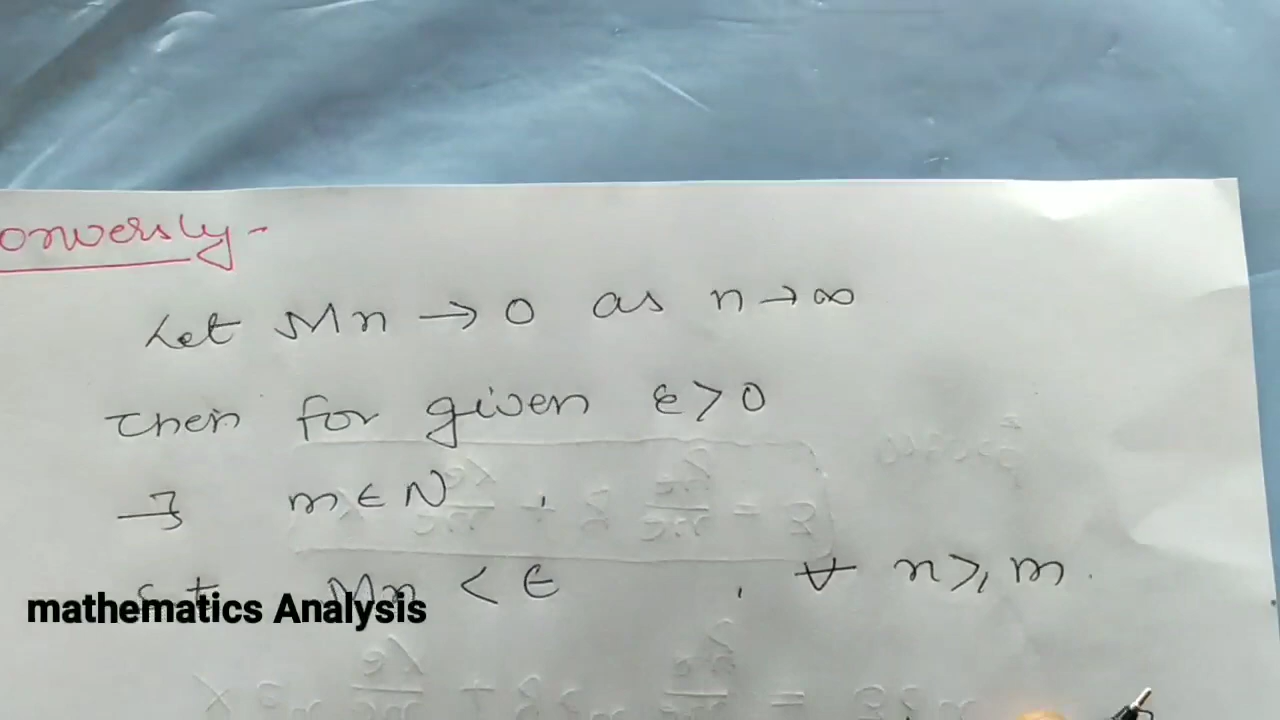 onversly-
Let Mn → 0 as n → ∞
Then for given ε > 0
∃ m ∈ N ,
s.t. Mn < ∈ , ∀ n ≥ m.
mathematics Analysis